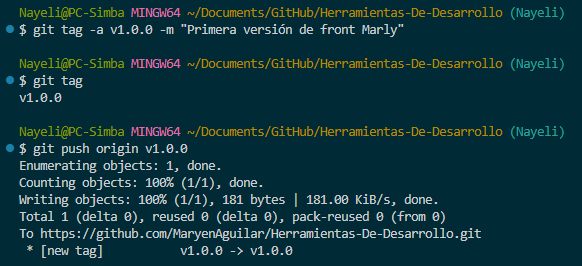 Nayeli@PC-Simba MINGW64 ~/Documents/GitHub/Herramientas-De-Desarrollo (Nayeli)
$ git tag -a v1.0.0 -m "Primera versión de front Marly"
Nayeli@PC-Simba MINGW64 ~/Documents/GitHub/Herramientas-De-Desarrollo (Nayeli)
$ git tag
v1.0.0
Nayeli@PC-Simba MINGW64 ~/Documents/GitHub/Herramientas-De-Desarrollo (Nayeli)
$ git push origin v1.0.0
Enumerating objects: 1, done.
Counting objects: 100% (1/1), done.
Writing objects: 100% (1/1), 181 bytes | 181.00 KiB/s, done.
Total 1 (delta 0), reused 0 (delta 0), pack-reused 0 (from 0)
To https://github.com/MaryenAguilar/Herramientas-De-Desarrollo.git
 * [new tag]         v1.0.0 -> v1.0.0